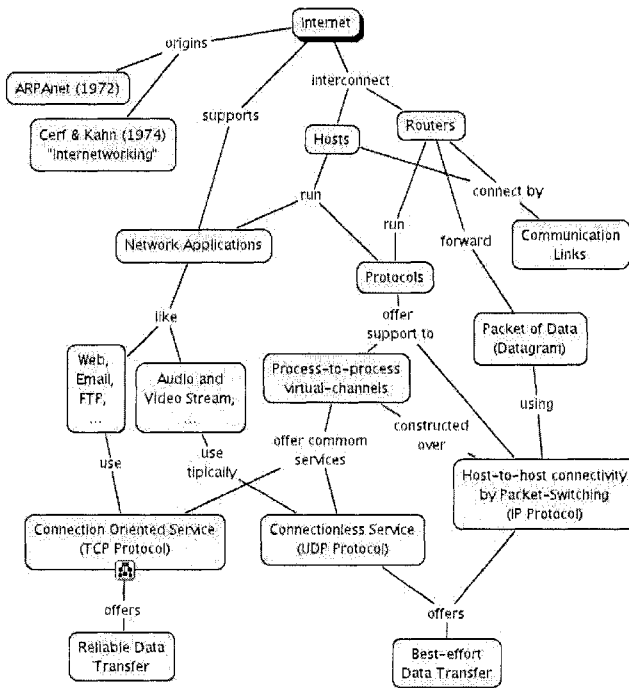 Internet
origins
ARPAnet (1972)
Cerf & Kahn (1974)
"Internetworking"
supports
interconnect
Hosts
Routers
connect by
run
run
forward
Network Applications
Communication
Links
Protocols
like
offer
support to
Packet of Data
(Datagram)
Web,
Email,
FTP,
...
Audio and
Video Stream,
...
Process-to-process
virtual-channels
using
constructed
over
use
use
tipically
offer commom
services
Host-to-host connectivity
by Packet-Switching
(IP Protocol)
Connection Oriented Service
(TCP Protocol)
Connectionless Service
(UDP Protocol)
offers
offers
Reliable Data
Transfer
Best-effort
Data Transfer